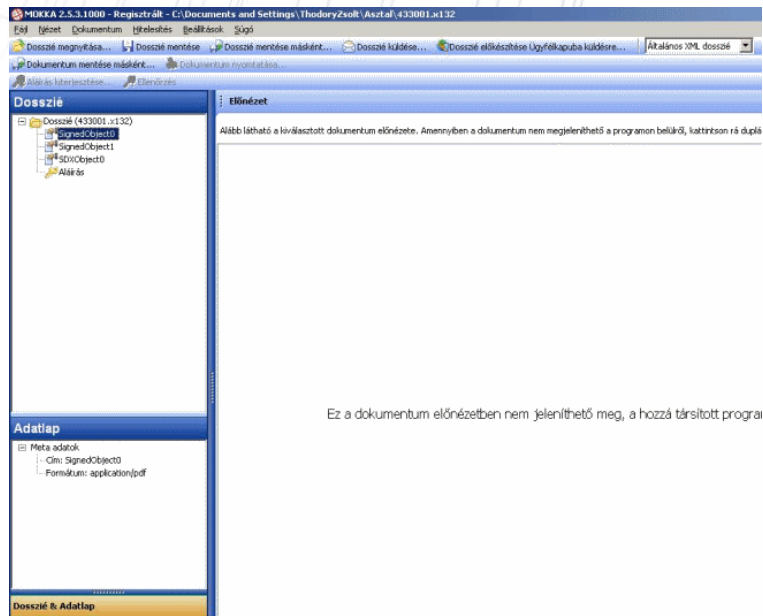 MOKKA 2.5.3.1000 - Regisztrált - C:\Documents and Settings\ThodoryZsolt\Asztal\433001.x132
Fájl Nézet Dokumentum Hitelesítés Beállítások Súgó
Dosszié megnyitása... Dosszié mentése Dosszié mentése másként... Dosszié küldése... Dosszié előkészítése Ügyfélkapuba küldésre... Általános XML dosszié
Dokumentum mentése másként... Dokumentum nyomtatása...
Aláírás kiterjesztése... Ellenőrzés
Dosszié
Dosszié (433001.x132)
SignedObject0
SignedObject1
SDXObject0
Aláírás
Előnézet
Alább látható a kiválasztott dokumentum előnézete. Amennyiben a dokumentum nem megjeleníthető a programon belülről, kattintson rá duplá
Ez a dokumentum előnézetben nem jeleníthető meg, a hozzá társított progra
Adatlap
Meta adatok
Cím: SignedObject0
Formátum: application/pdf
Dosszié & Adatlap